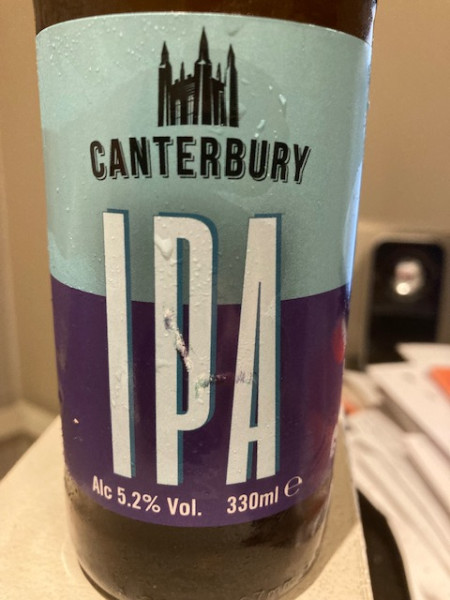 CANTERBURY
IPA
Alc 5.2% Vol. 330ml ℮